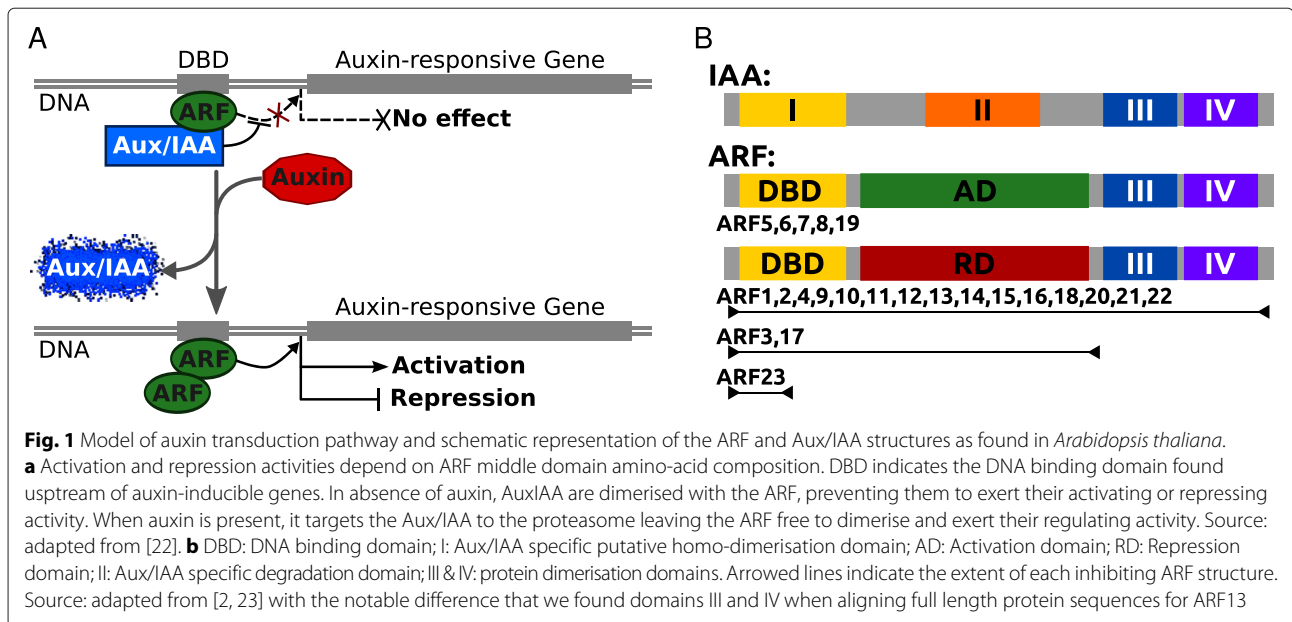 A
DBD
Auxin-responsive Gene
DNA
ARF
No effect
Aux/IAA
Auxin
Aux/IAA
Auxin-responsive Gene
DNA
ARF
Activation
ARF
Repression
B
IAA:
I II III IV
ARF:
DBD AD III IV
ARF5,6,7,8,19
DBD RD III IV
ARF1,2,4,9,10,11,12,13,14,15,16,18,20,21,22
ARF3,17
ARF23
Fig. 1 Model of auxin transduction pathway and schematic representation of the ARF and Aux/IAA structures as found in Arabidopsis thaliana.
a Activation and repression activities depend on ARF middle domain amino-acid composition. DBD indicates the DNA binding domain found
usptream of auxin-inducible genes. In absence of auxin, AuxIAA are dimerised with the ARF, preventing them to exert their activating or repressing
activity. When auxin is present, it targets the Aux/IAA to the proteasome leaving the ARF free to dimerise and exert their regulating activity. Source:
adapted from [22]. b DBD: DNA binding domain; I: Aux/IAA specific putative homo-dimerisation domain; AD: Activation domain; RD: Repression
domain; II: Aux/IAA specific degradation domain; III & IV: protein dimerisation domains. Arrowed lines indicate the extent of each inhibiting ARF structure.
Source: adapted from [2, 23] with the notable difference that we found domains III and IV when aligning full length protein sequences for ARF13